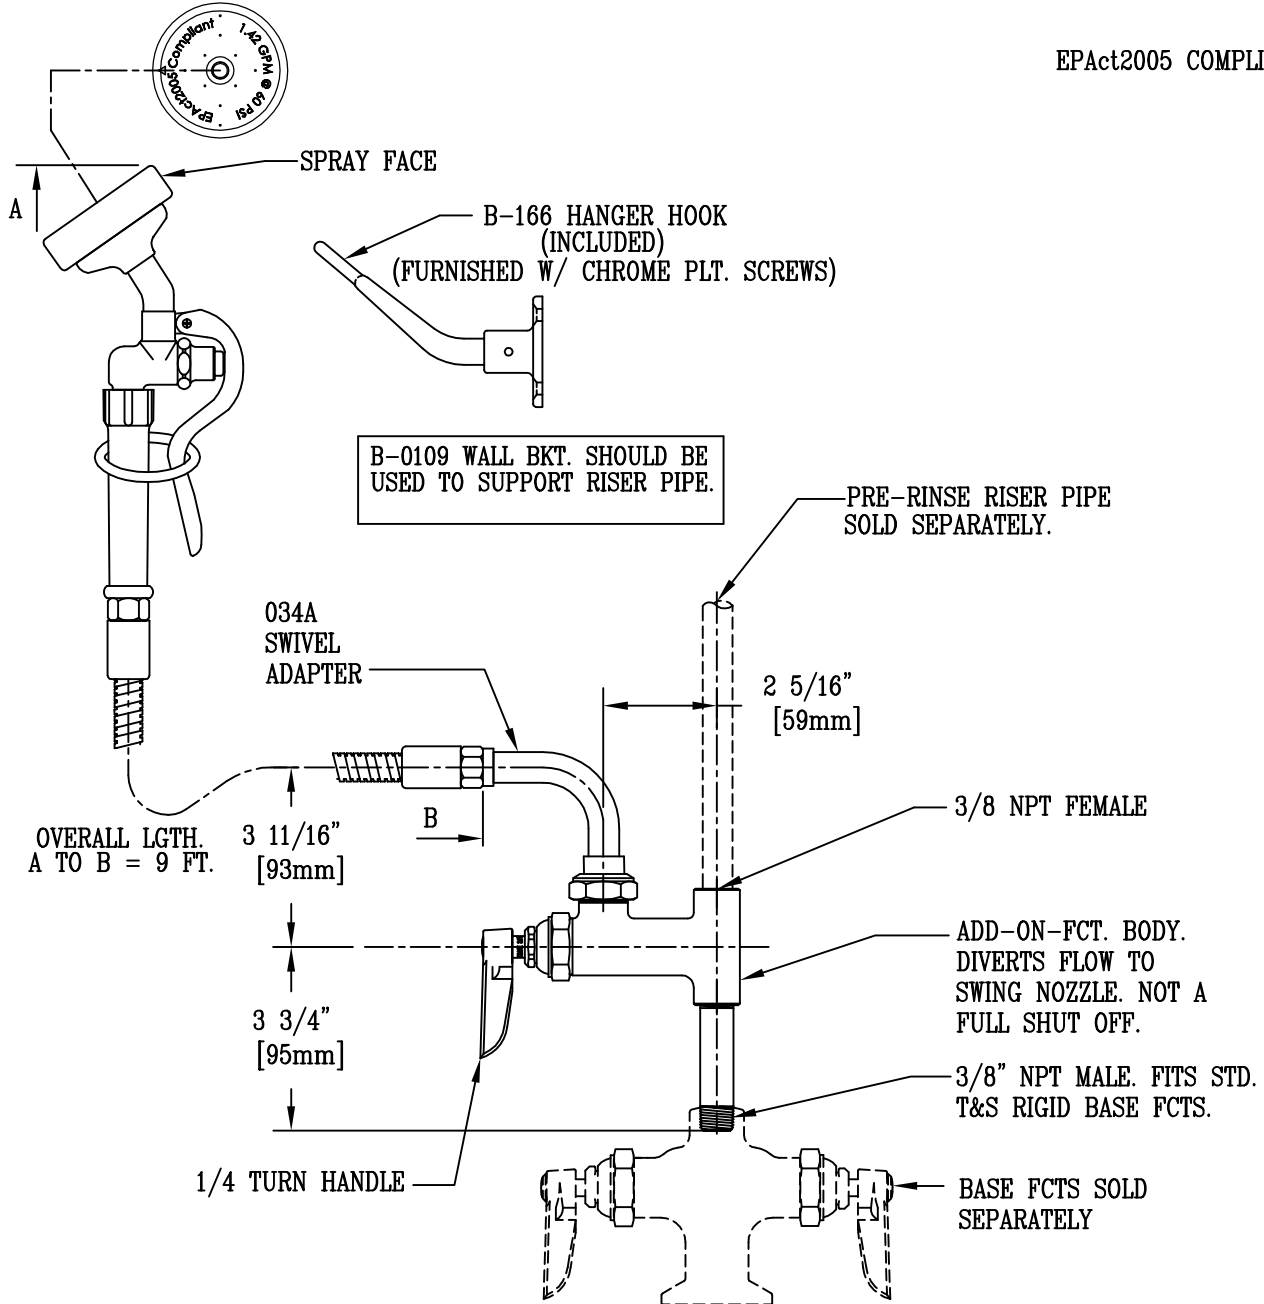 EPAct2005 Compliant
1.42 GPM @ 60 PSI
EPAct2005 COMPLI
SPRAY FACE
A
B-166 HANGER HOOK
(INCLUDED)
(FURNISHED W/ CHROME PLT. SCREWS)
B-0109 WALL BKT. SHOULD BE
USED TO SUPPORT RISER PIPE.
PRE-RINSE RISER PIPE
SOLD SEPARATELY.
034A
SWIVEL
ADAPTER
2 5/16"
[59mm]
3/8 NPT FEMALE
B
OVERALL LGTH.
A TO B = 9 FT.
3 11/16"
[93mm]
ADD-ON-FCT. BODY.
DIVERTS FLOW TO
SWING NOZZLE. NOT A
FULL SHUT OFF.
3 3/4"
[95mm]
3/8" NPT MALE. FITS STD.
T&S RIGID BASE FCTS.
1/4 TURN HANDLE
BASE FCTS SOLD
SEPARATELY